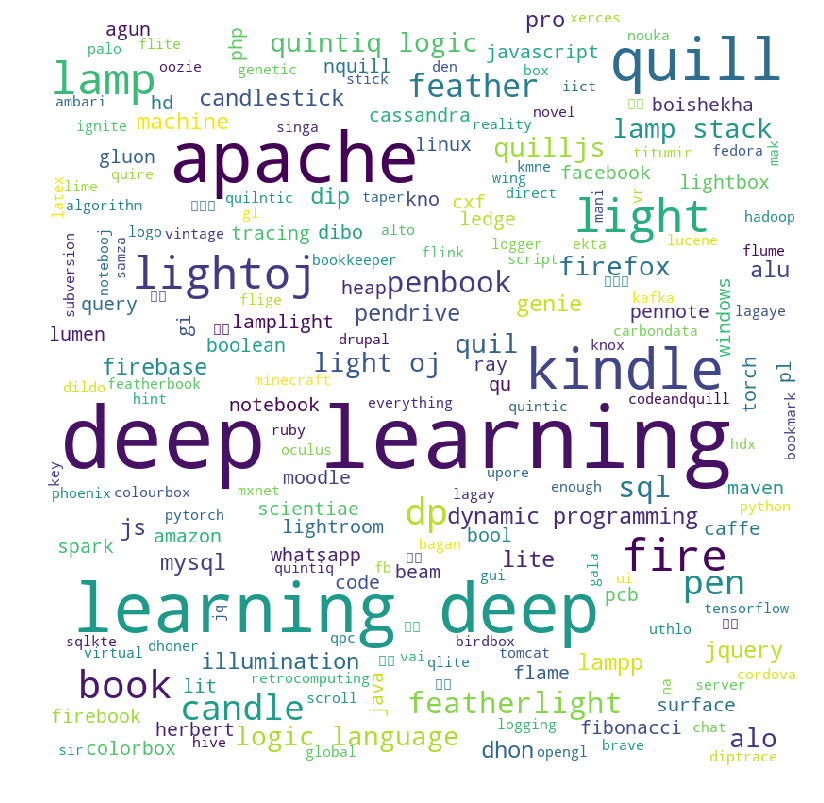 pro xerces
agun
palo flite php quintiq logic javascript nouka
quill
lamp oozie genetic nquill den box
stick feather iict
ambari hd candlestick cassandra novel boishekha
ignite machine singa reality lamp stack
apache linux quilljs titumir fedora mak
gluon quire kmne facebook lightbox
latex lime quilntic dip taper kno wing direct mani vr
algorithm gl cxf light hadoop
logo vintage tracing dibo alto ledge logger ekta lucene
subversion notebooj samza lightoj bookkeeper flink script firefox flume alu
query flige heap penbook genie kafka pennote lagaye
gi lamplight pendrive carbondata windows
lumen boolean drupal quil knox
firebase light oj ray kindle torch pl
dildo featherbook minecraft qu codeandquill
hint notebook everything quintic bookmark
deep learning
ruby oculus hdx
key moodle upore sql maven
phoenix colourbox mxnet lagay enough
scientiae dp dynamic programming python
js pytorch lightroom bool caffe
spark amazon bagan fire
mysql whatsapp lite
quintiq fb beam gui gala ui pen
code pcb tensorflow
learning deep
jq uthlo
sqlkte qpc birdbox jquery
virtual dhoner illumination vai qlite tomcat lampp
book lit retrocomputing flame na server cordova
candle scroll java featherlight surface
firebook herbert logging fibonacci chat alo
sir colorbox hive logic language dhon opengl brave
global diptrace